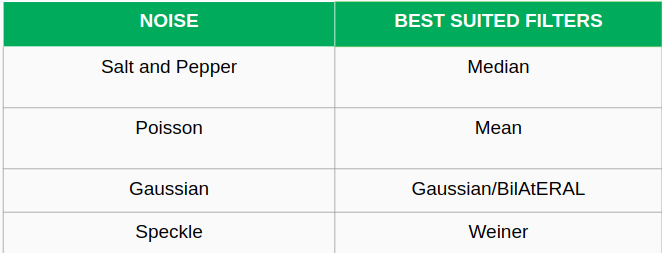 NOISE BEST SUITED FILTERS
Salt and Pepper Median
Poisson Mean
Gaussian Gaussian/BilAtERAL
Speckle Weiner